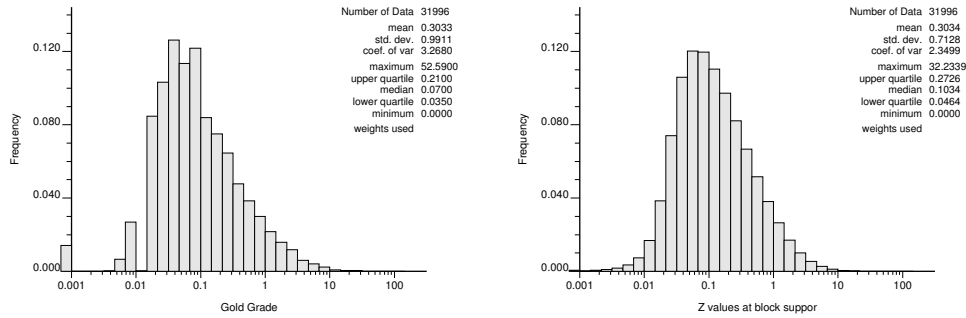 Number of Data 31996
mean 0.3033
std. dev. 0.9911
coef. of var 3.2680
maximum 52.5900
upper quartile 0.2100
median 0.0700
lower quartile 0.0350
minimum 0.0000
weights used
Frequency
0.120
0.080
0.040
0.000
0.001 0.01 0.1 1 10 100
Gold Grade
Number of Data 31996
mean 0.3034
std. dev. 0.7128
coef. of var 2.3499
maximum 32.2339
upper quartile 0.2726
median 0.1034
lower quartile 0.0464
minimum 0.0000
weights used
Frequency
0.120
0.080
0.040
0.000
0.001 0.01 0.1 1 10 100
Z values at block suppor